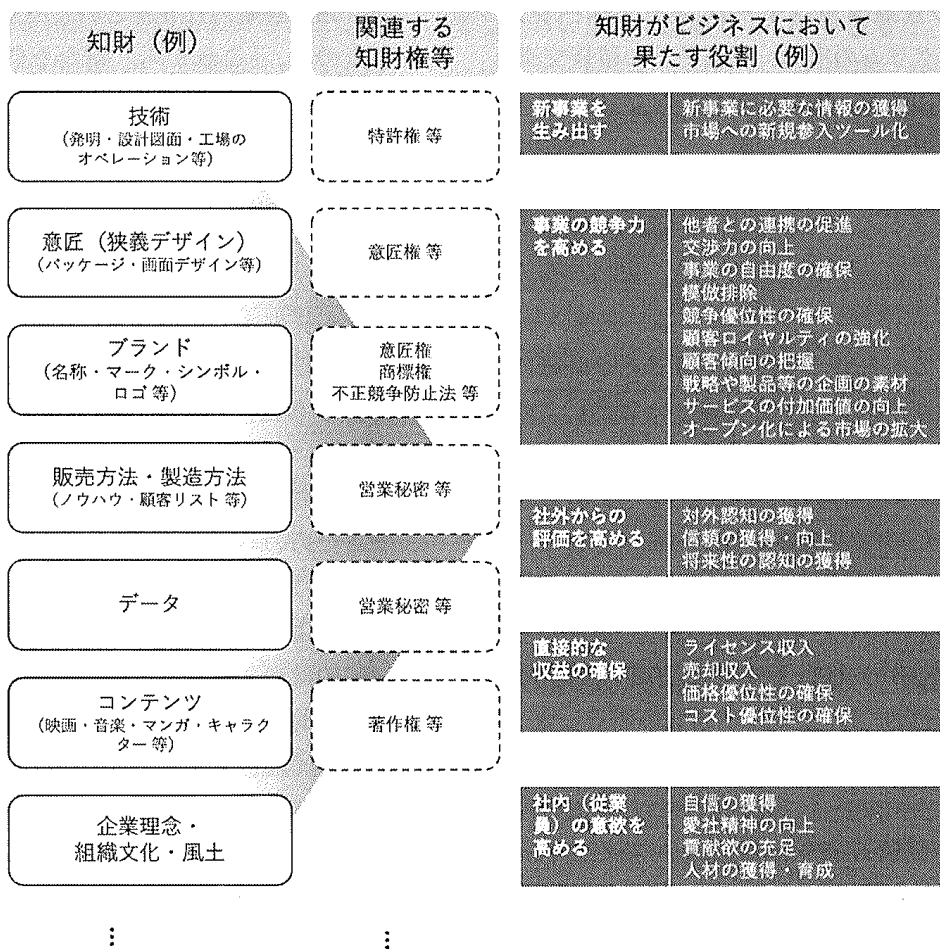 知財（例）
関連する
知財権等
知財がビジネスにおいて
果たす役割（例）
技術
（発明・設計図面・工場の
オペレーション等）
特許権 等
意匠（狭義デザイン）
（パッケージ・画面デザイン等）
意匠権 等
ブランド
（名称・マーク・シンボル・
ロゴ 等）
意匠権
商標権
不正競争防止法 等
販売方法・製造方法
（ノウハウ・顧客リスト 等）
営業秘密 等
データ
営業秘密 等
コンテンツ
（映画・音楽・マンガ・キャラク
ター 等）
著作権 等
企業理念・
組織文化・風土
⋮
⋮
新事業を
生み出す
新事業に必要な情報の獲得
市場への新規参入ツール化
事業の競争力
を高める
他者との連携の促進
交渉力の向上
事業の自由度の確保
模倣排除
競争優位性の確保
顧客ロイヤルティの強化
顧客傾向の把握
戦略や製品等の企画の素材
サービスの付加価値の向上
オープン化による市場の拡大
社外からの
評価を高める
対外認知の獲得
信頼の獲得・向上
将来性の認知の獲得
直接的な
収益の確保
ライセンス収入
売却収入
価格優位性の確保
コスト優位性の確保
社内（従業
員）の意欲を
高める
自信の獲得
愛社精神の向上
貢献欲の充足
人材の獲得・育成